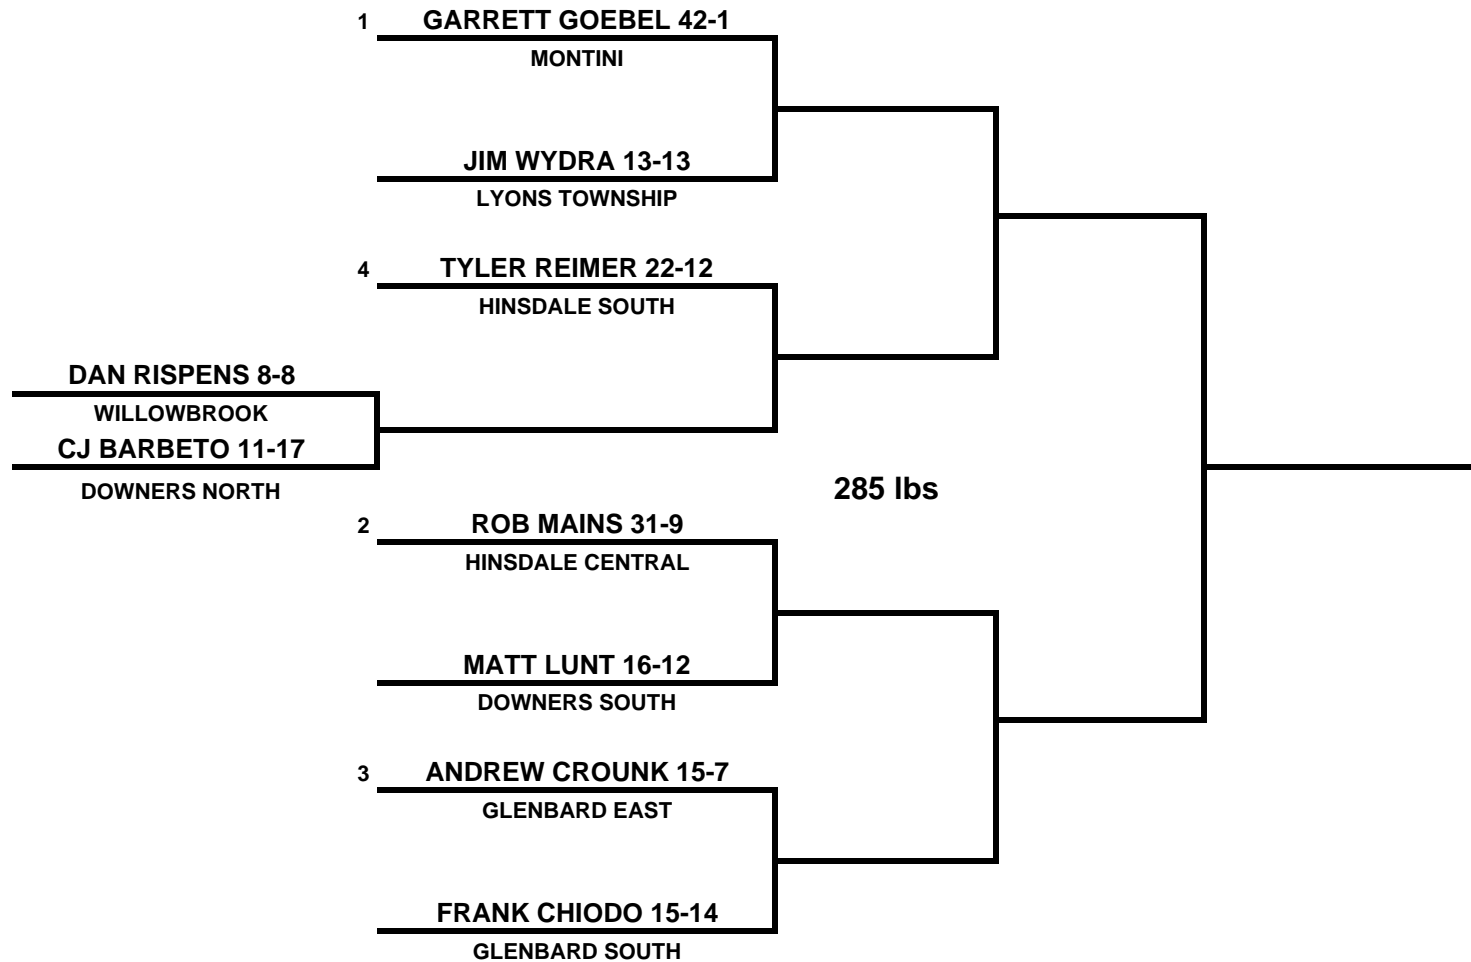 1 GARRETT GOEBEL 42-1
MONTINI
JIM WYDRA 13-13
LYONS TOWNSHIP
4 TYLER REIMER 22-12
HINSDALE SOUTH
DAN RISPENS 8-8
WILLOWBROOK
CJ BARBETO 11-17
DOWNERS NORTH
285 lbs
2 ROB MAINS 31-9
HINSDALE CENTRAL
MATT LUNT 16-12
DOWNERS SOUTH
3 ANDREW CROUNK 15-7
GLENBARD EAST
FRANK CHIODO 15-14
GLENBARD SOUTH